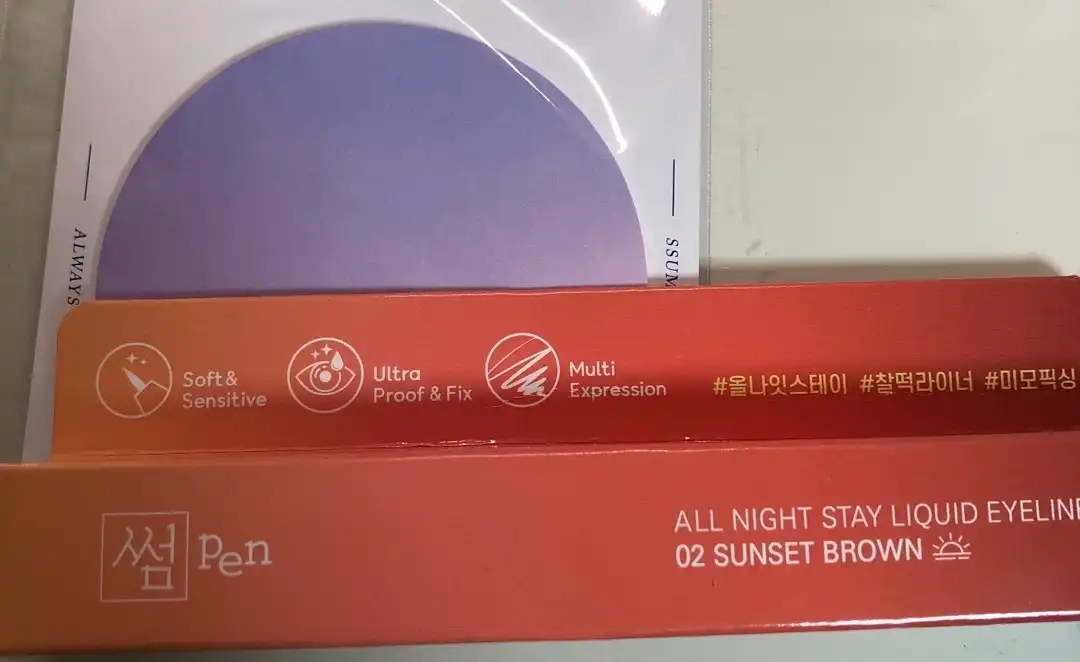 ALWAYS
Soft &
Sensitive
Ultra
Proof & Fix
Multi
Expression
#올나잇스테이 #찰떡라이너 #미모픽싱
썸 pen
ALL NIGHT STAY LIQUID EYELINE
02 SUNSET BROWN